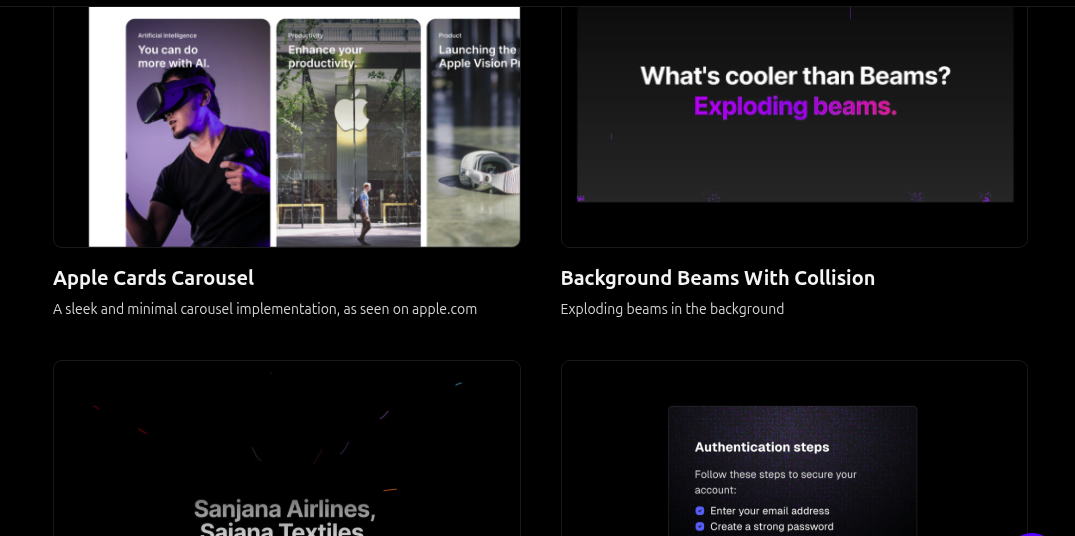 Artificial Intelligence
You can do
more with AI.
Productivity
Enhance your
productivity.
Product
Launching the
Apple Vision
What's cooler than Beams?
Exploding beams.
Apple Cards Carousel
A sleek and minimal carousel implementation, as seen on apple.com
Background Beams With Collision
Exploding beams in the background
Sanjana Airlines,
Sajana Textiles
Authentication steps
Follow these steps to secure your
account:
Enter your email address
Create a strong password